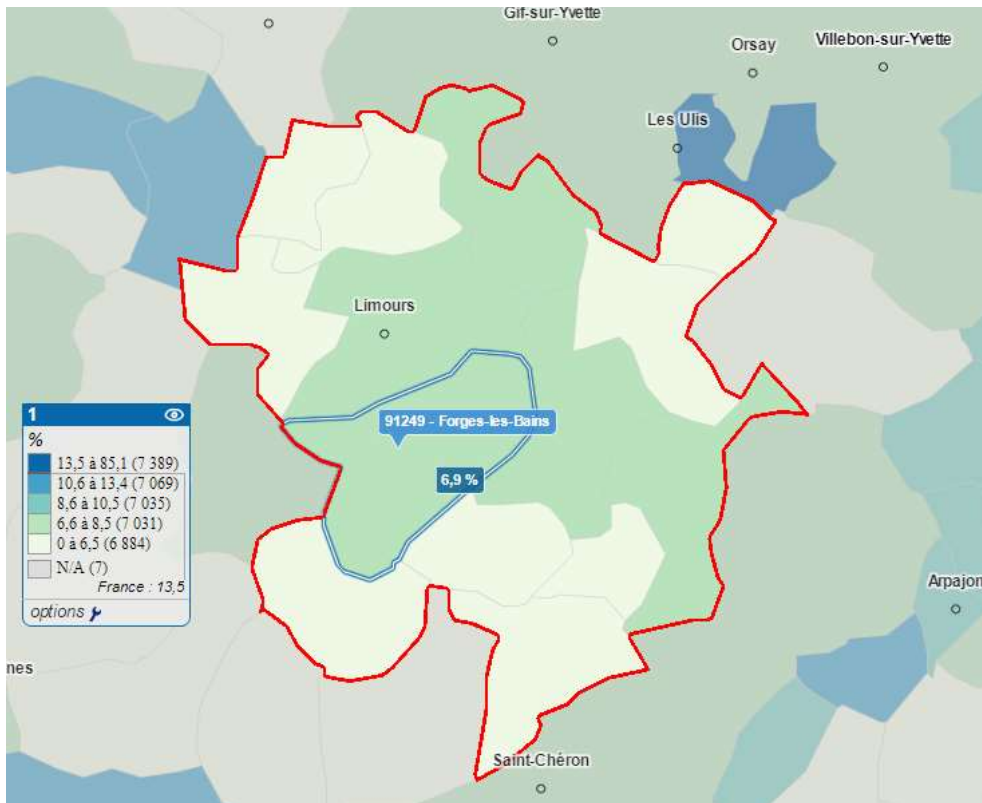 Gif-sur-Yvette
Orsay
Villebon-sur-Yvette
Les Ulis
Limours
91249 - Forges-les-Bains
6,9 %
1
%
13,5 à 85,1 (7 389)
10,6 à 13,4 (7 069)
8,6 à 10,5 (7 035)
6,6 à 8,5 (7 031)
0 à 6,5 (6 884)
N/A (7)
France : 13,5
options
Arpajon
nes
Saint-Chéron